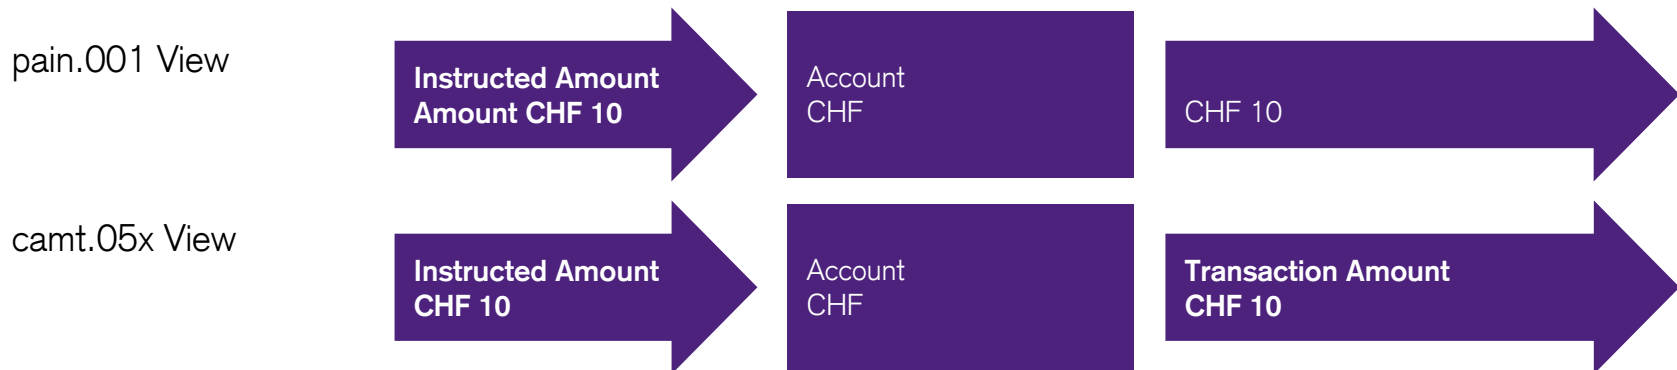 pain.001 View
Instructed Amount
Amount CHF 10
Account
CHF
CHF 10
camt.05x View
Instructed Amount
CHF 10
Account
CHF
Transaction Amount
CHF 10